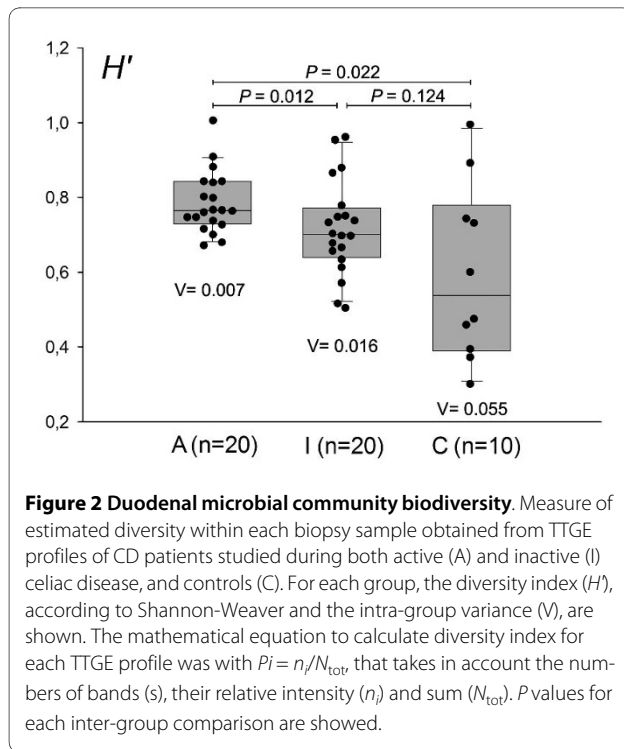 1,2
H'
P = 0.022
P = 0.012
P = 0.124
1,0
0,8
0,6
0,4
0,2
V= 0.007
V= 0.016
V= 0.055
A (n=20) I (n=20) C (n=10)
Figure 2 Duodenal microbial community biodiversity. Measure of
estimated diversity within each biopsy sample obtained from TTGE
profiles of CD patients studied during both active (A) and inactive (I)
celiac disease, and controls (C). For each group, the diversity index (H'),
according to Shannon-Weaver and the intra-group variance (V), are
shown. The mathematical equation to calculate diversity index for
each TTGE profile was with Pi = ni/Ntot, that takes in account the num-
bers of bands (s), their relative intensity (ni) and sum (Ntot). P values for
each inter-group comparison are showed.